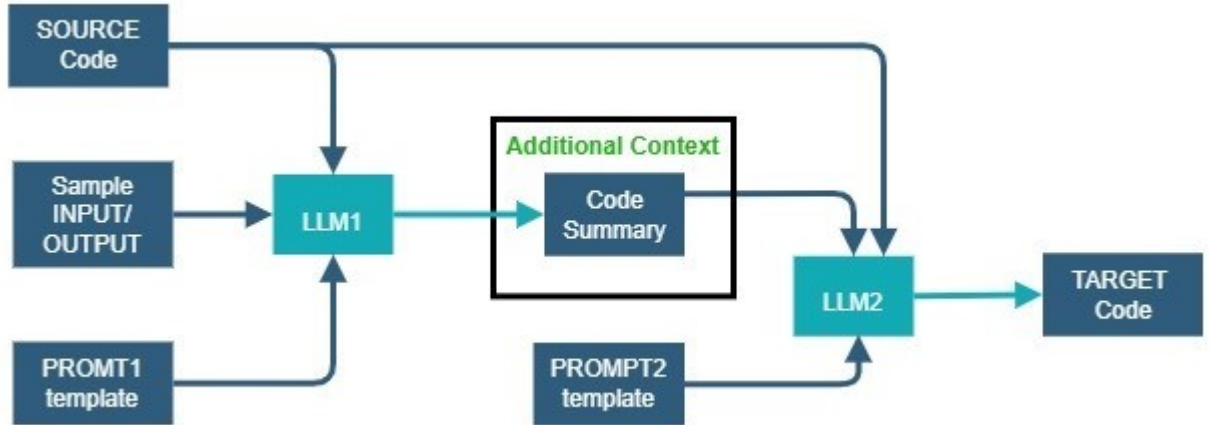 SOURCE
Code
Additional Context
Sample
INPUT/
OUTPUT
LLM1
Code
Summary
LLM2
TARGET
Code
PROMT1
template
PROMPT2
template